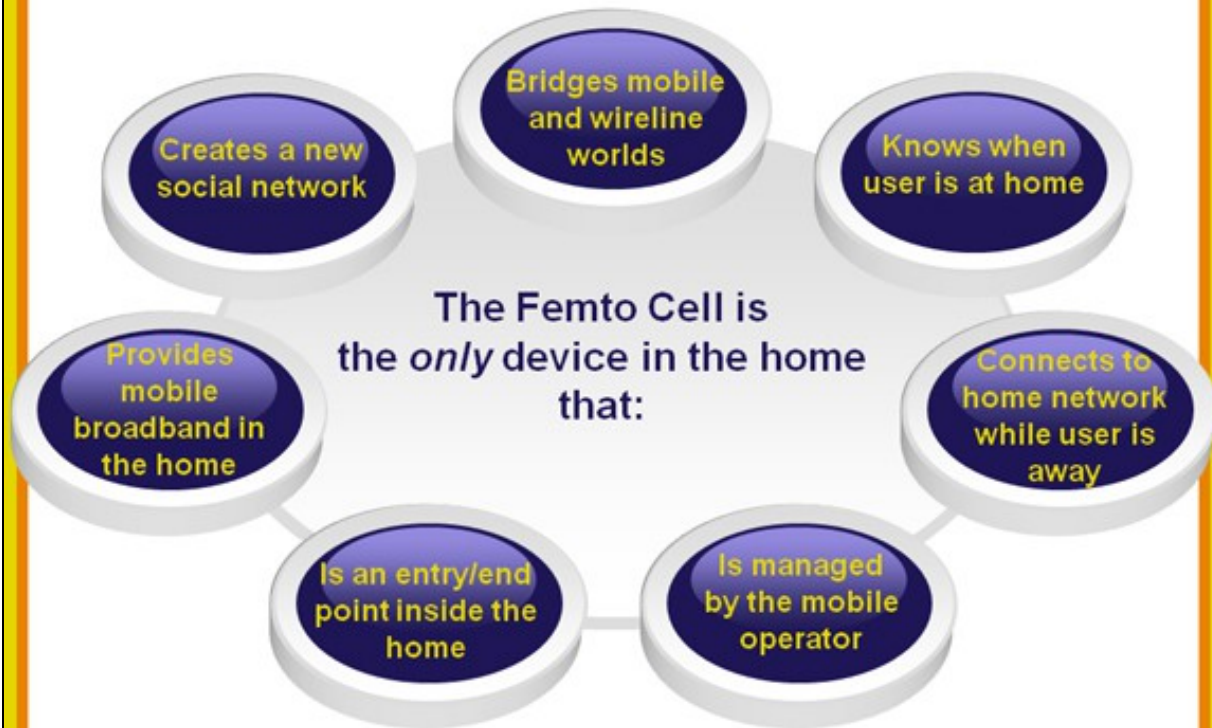 The Femto Cell is
the only device in the home
that:
Bridges mobile
and wireline
worlds
Knows when
user is at home
Connects to
home network
while user is
away
Is managed
by the mobile
operator
Is an entry/end
point inside the
home
Provides
mobile
broadband in
the home
Creates a new
social network